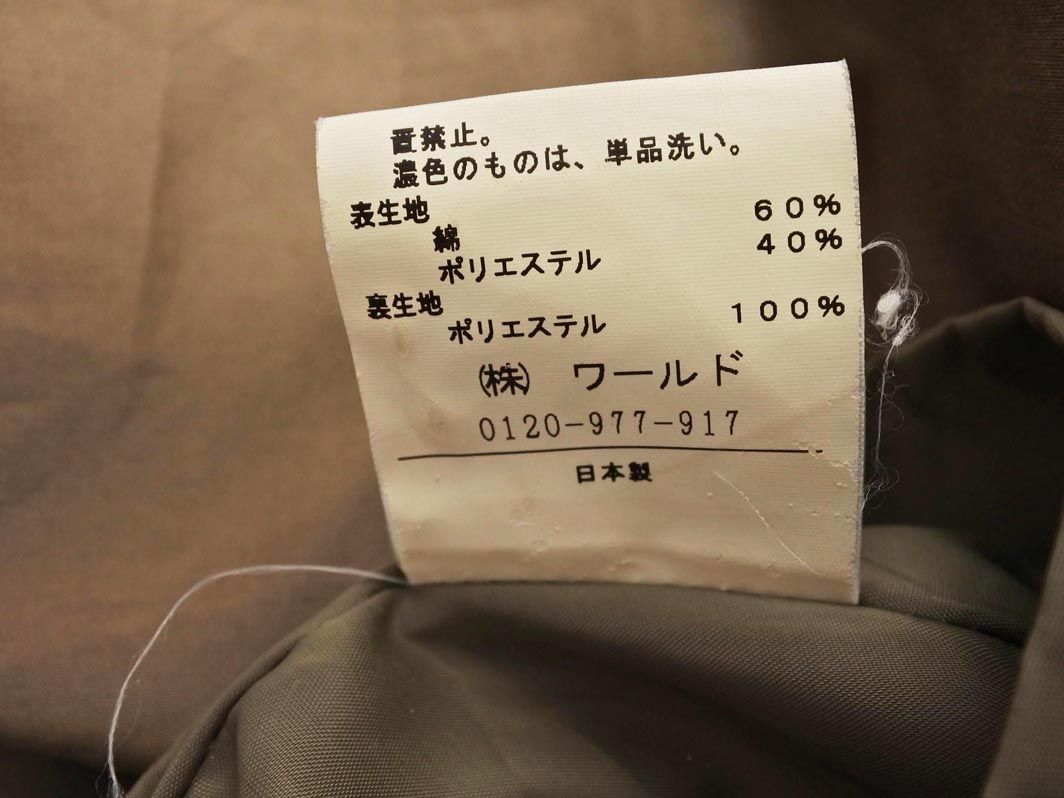 置禁止。
濃色のものは、単品洗い。
表生地
綿 60%
ポリエステル 40%
裏生地
ポリエステル 100%
㈱ ワールド
0120-977-917
日本製